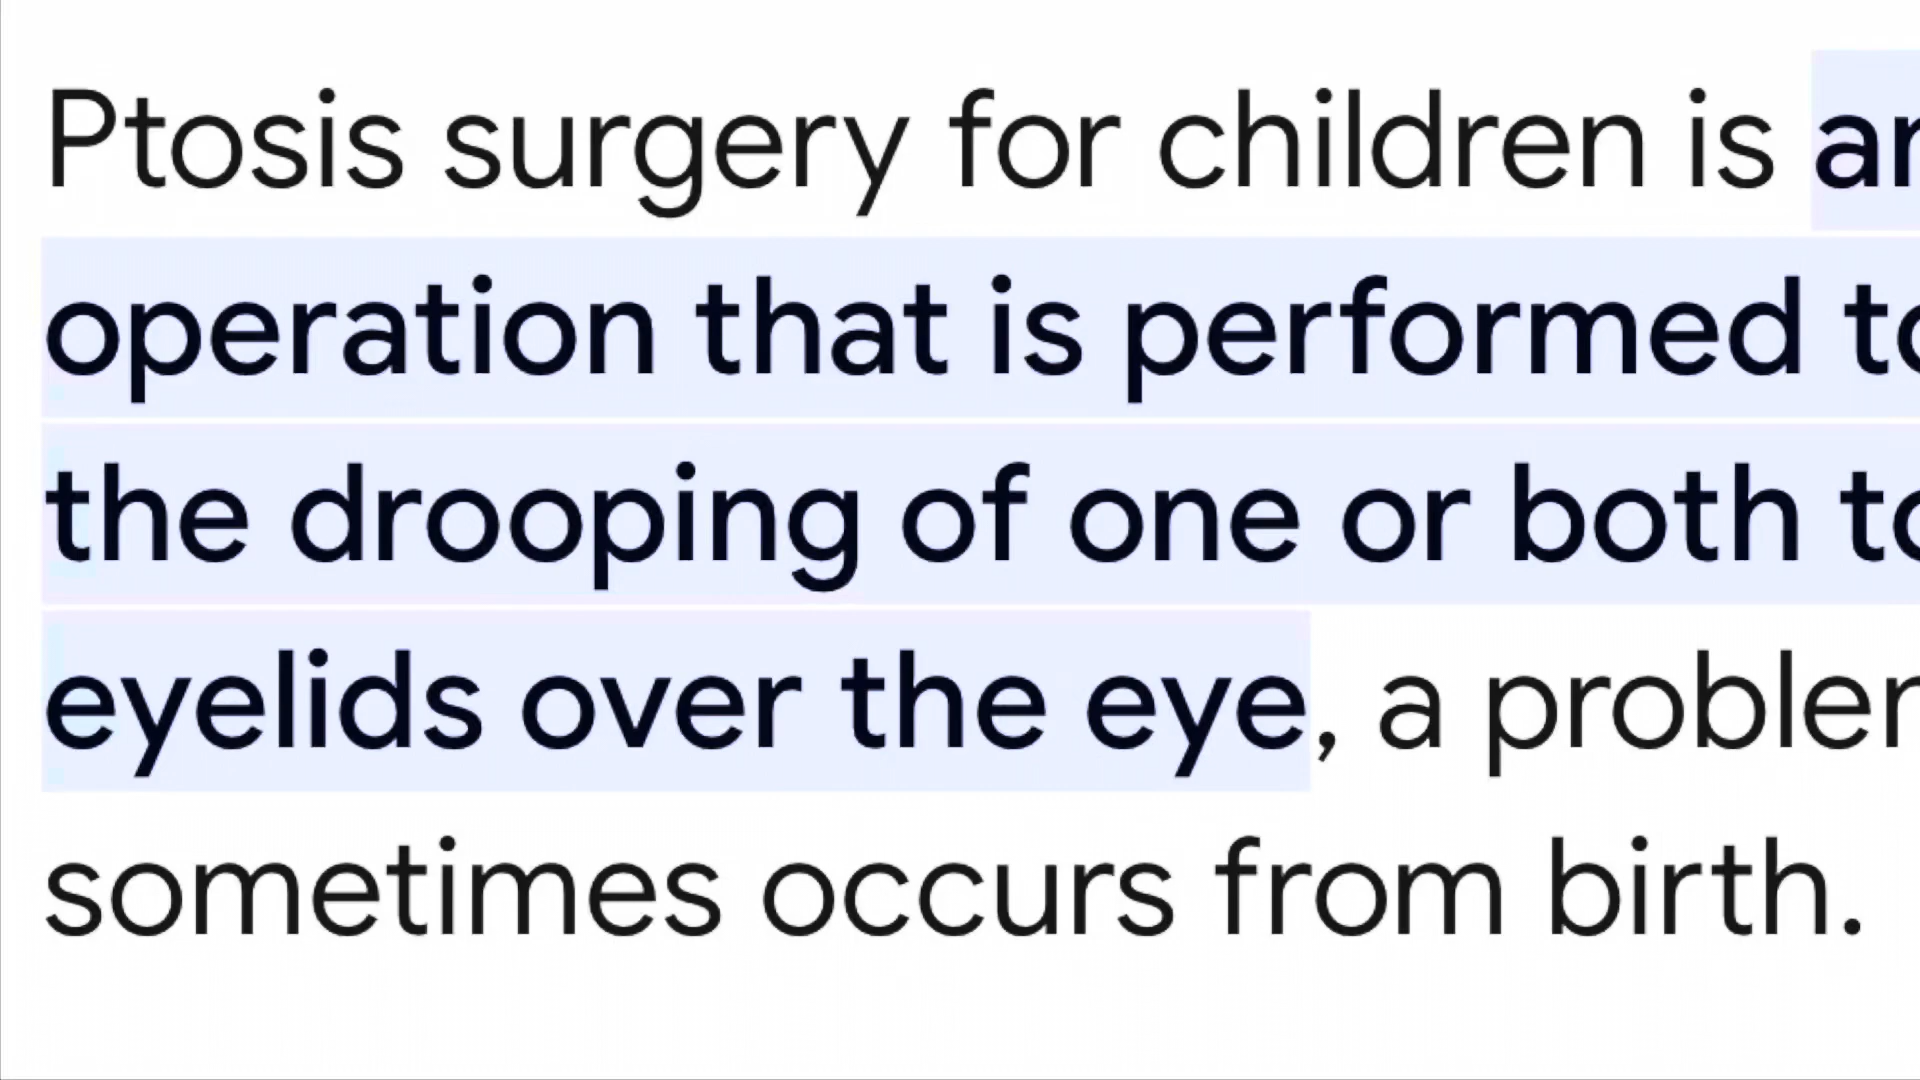 Ptosis surgery for children is
operation that is performed
the drooping of one or both
eyelids over the eye, a
sometimes occurs from birth.